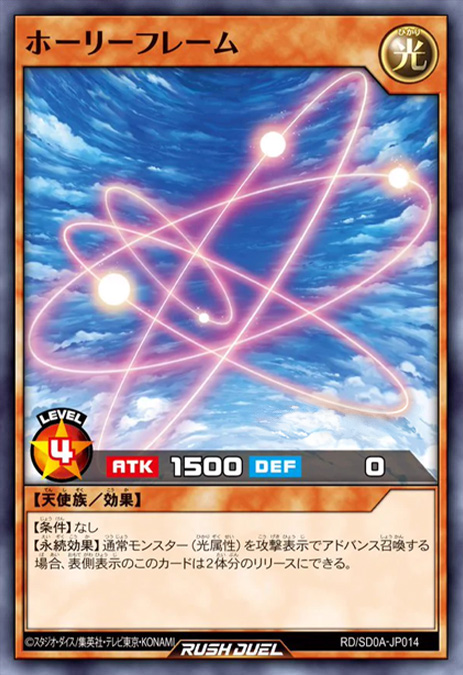 ホーリーフレーム
光
LEVEL
4
ATK 1500 DEF 0
【天使族／効果】
【条件】なし
【永続効果】通常モンスター（光属性）を攻撃表示でアドバンス召喚する
場合、表側表示のこのカードは2体分のリリースにできる。
©スタジオ・ダイス/集英社・テレビ東京・KONAMI
RUSH DUEL
RD/SD0A-JP014